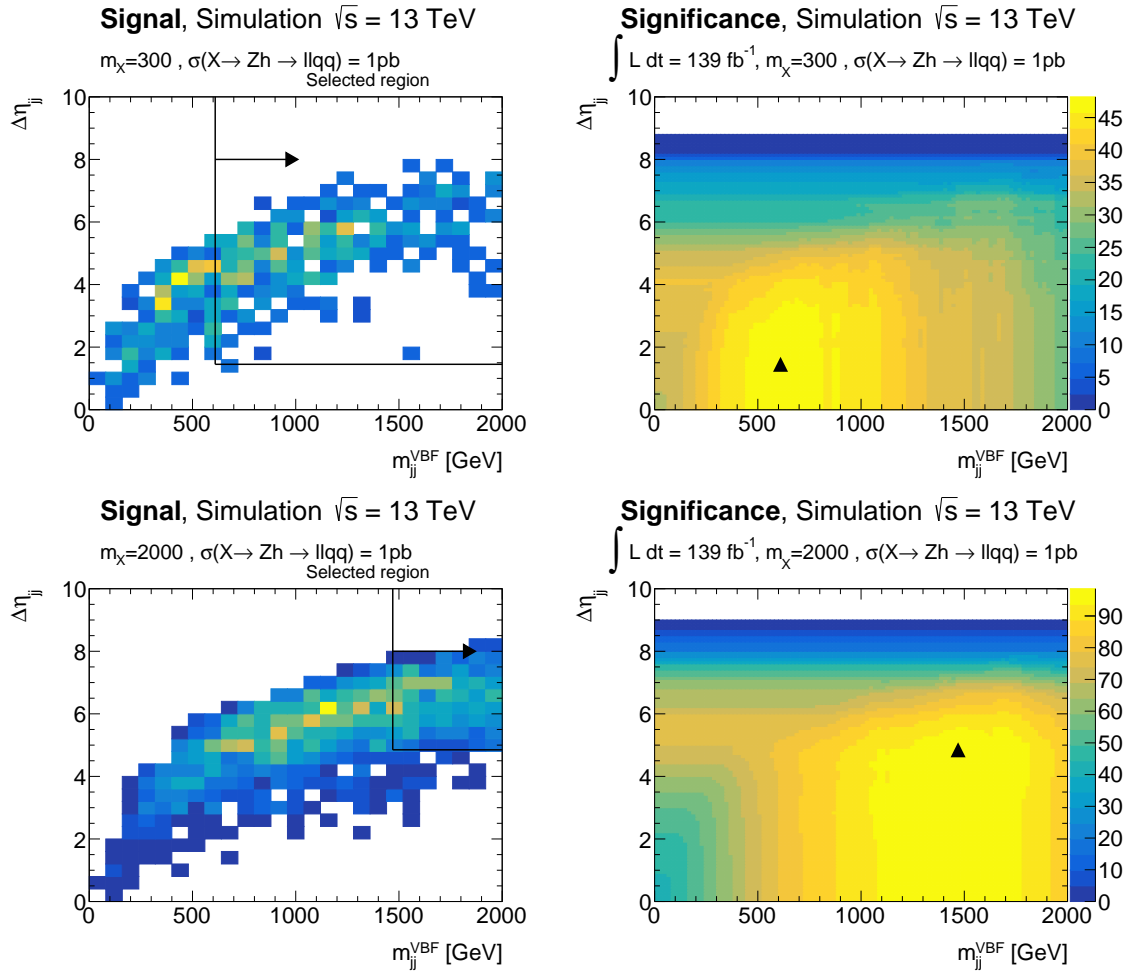 Signal, Simulation √s = 13 TeV
m_X=300 , σ(X→ Zh → llqq) = 1pb
Selected region
Δη_jj
10
8
6
4
2
0
0 500 1000 1500 2000
m_jj^VBF [GeV]
Significance, Simulation √s = 13 TeV
∫ L dt = 139 fb^-1, m_X=300 , σ(X→ Zh → llqq) = 1pb
Δη_jj
10
8
6
4
2
0
0 500 1000 1500 2000
m_jj^VBF [GeV]
45
40
35
30
25
20
15
10
5
0
Signal, Simulation √s = 13 TeV
m_X=2000 , σ(X→ Zh → llqq) = 1pb
Selected region
Δη_jj
10
8
6
4
2
0
0 500 1000 1500 2000
m_jj^VBF [GeV]
Significance, Simulation √s = 13 TeV
∫ L dt = 139 fb^-1, m_X=2000 , σ(X→ Zh → llqq) = 1pb
Δη_jj
10
8
6
4
2
0
0 500 1000 1500 2000
m_jj^VBF [GeV]
90
80
70
60
50
40
30
20
10
0